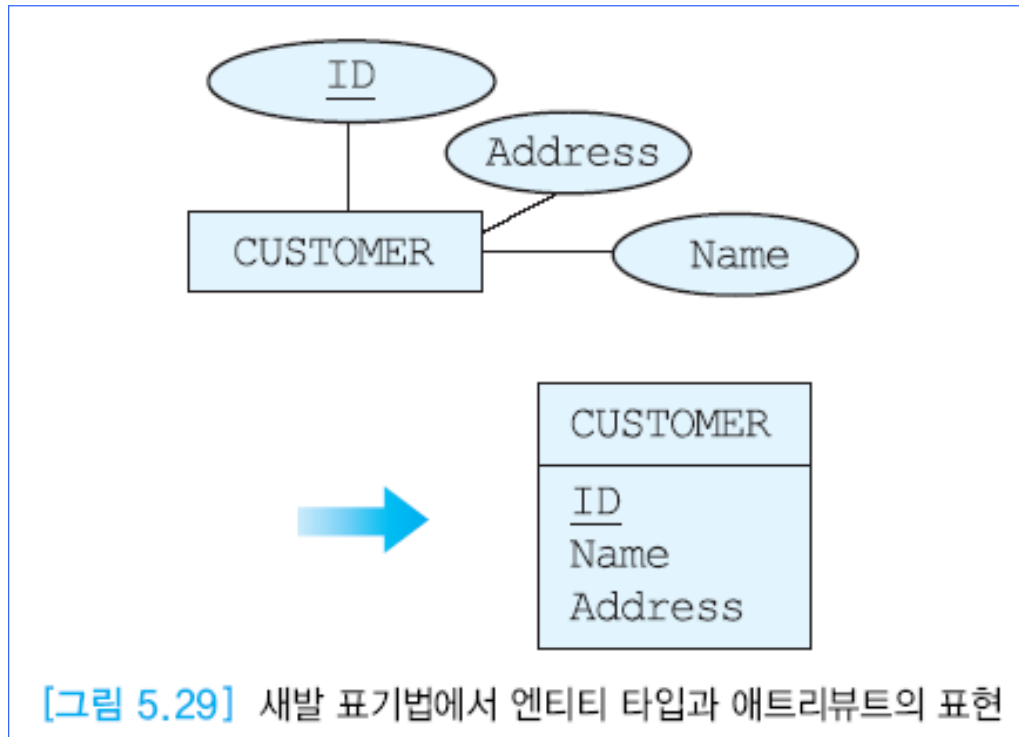 ID
Address
CUSTOMER
Name
CUSTOMER
ID
Name
Address
[그림 5.29] 새발 표기법에서 엔티티 타입과 애트리뷰트의 표현